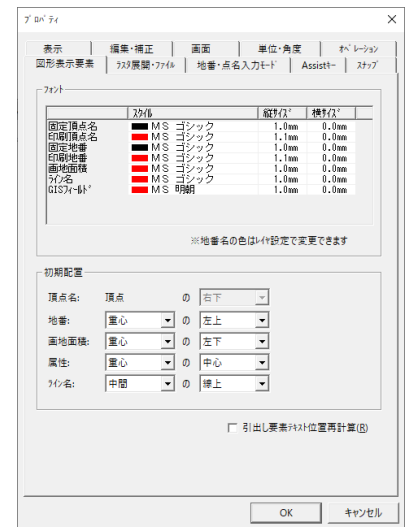 ﾌﾟﾛﾊﾟﾃｨ
表示 編集・補正 画面 単位・角度 ｵﾍﾟﾚｰｼｮﾝ
図形表示要素 ﾗｽﾀ展開・ﾌｧｲﾙ 地番・点名入力ﾓｰﾄﾞ Assistｷｰ ｽﾅｯﾌﾟ
ﾌｫﾝﾄ
ｽﾀｲﾙ 縦ｻｲｽﾞ 横ｻｲｽﾞ
固定頂点名 ＭＳ ゴシック 1.0mm 0.0mm
印刷頂点名 ＭＳ ゴシック 1.1mm 0.0mm
固定地番 ＭＳ ゴシック 1.0mm 0.0mm
印刷地番 ＭＳ ゴシック 1.1mm 0.0mm
画地面積 ＭＳ ゴシック 1.0mm 0.0mm
ﾗｲﾝ名 ＭＳ ゴシック 1.0mm 0.0mm
GISﾌｨｰﾙﾄﾞ ＭＳ 明朝 1.0mm 0.0mm
※地番名の色はﾚｲﾔ設定で変更できます
初期配置
頂点名: 頂点 の 右下
地番: 重心 の 左上
画地面積: 重心 の 左下
属性: 重心 の 中心
ﾗｲﾝ名: 中間 の 線上
引出し要素ﾃｷｽﾄ位置再計算(R)
OK キャンセル